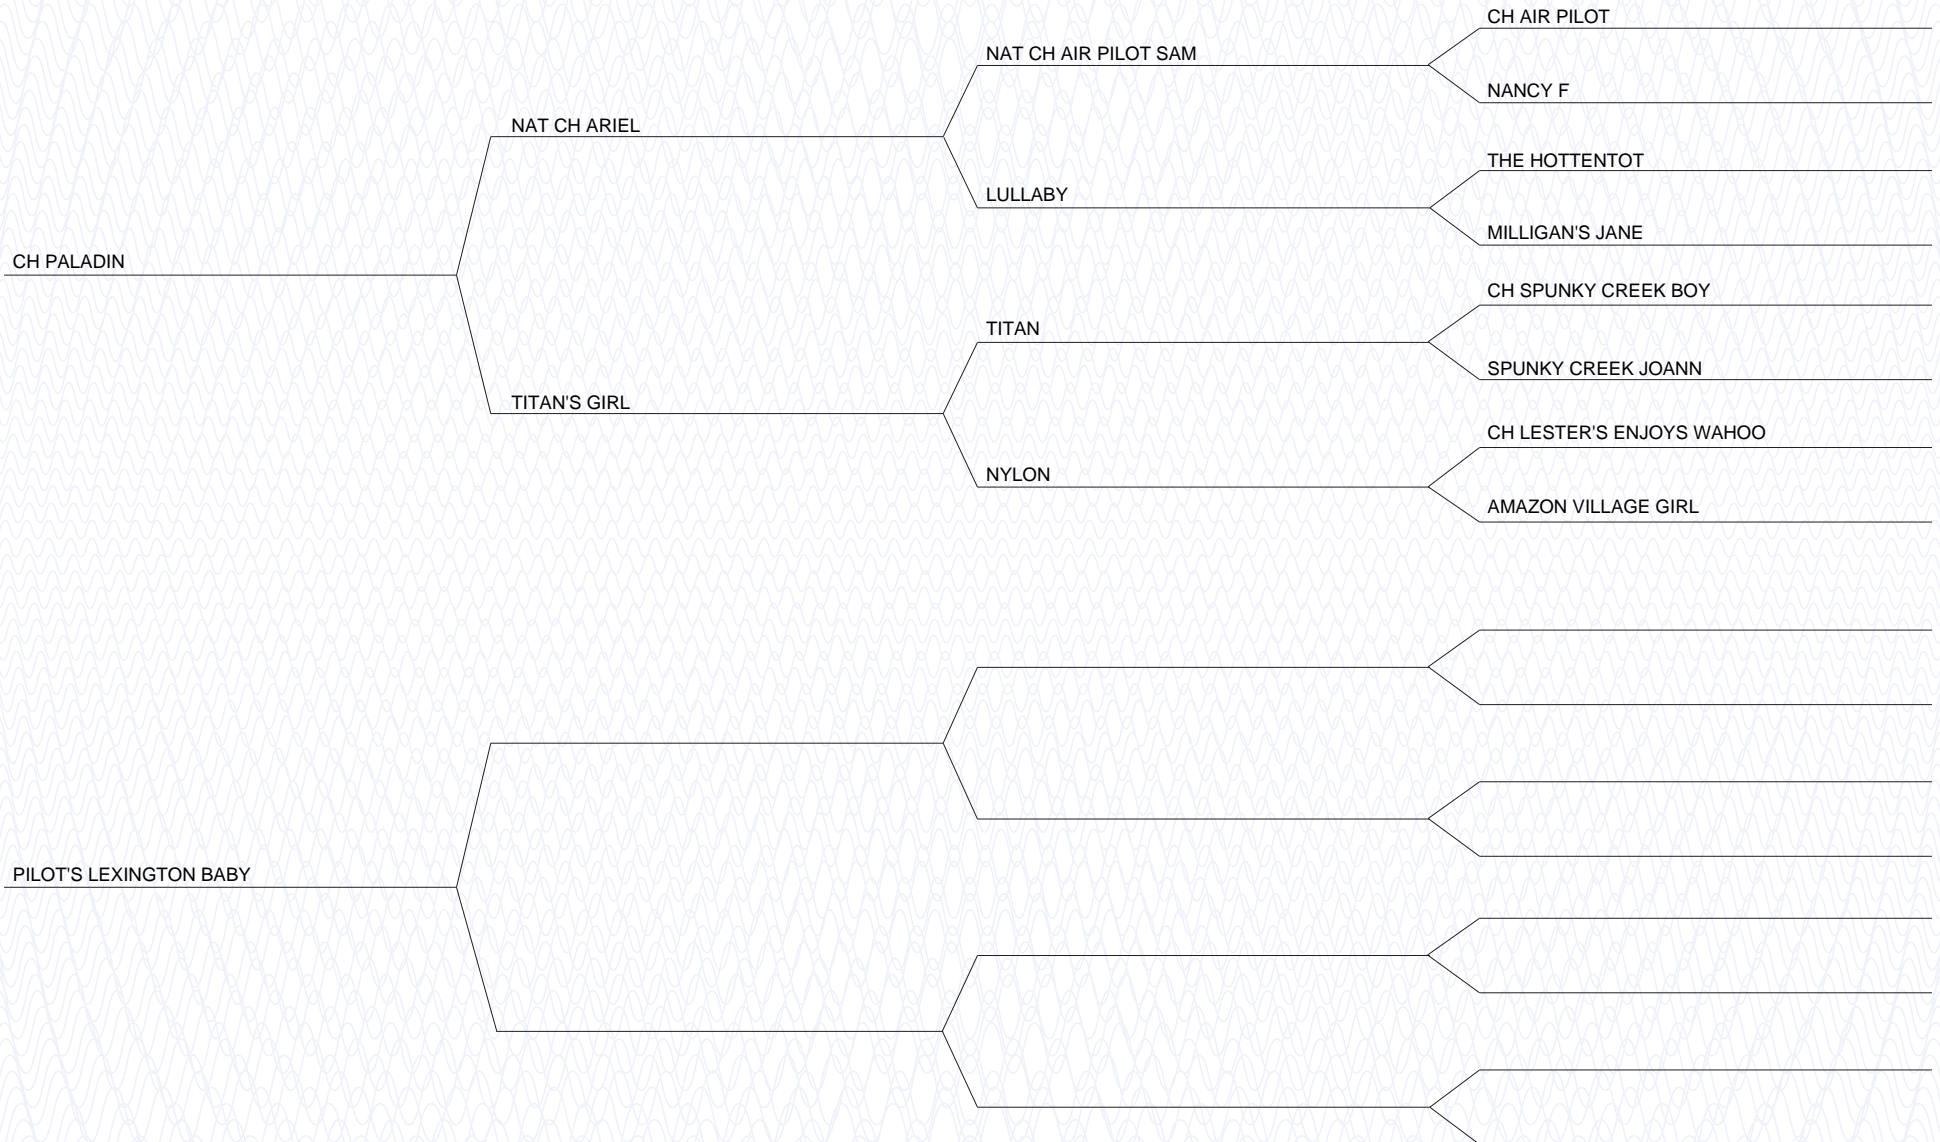 CH AIR PILOT
NAT CH AIR PILOT SAM
NANCY F
NAT CH ARIEL
THE HOTTENTOT
LULLABY
MILLIGAN'S JANE
CH PALADIN
CH SPUNKY CREEK BOY
TITAN
SPUNKY CREEK JOANN
TITAN'S GIRL
CH LESTER'S ENJOYS WAHOO
NYLON
AMAZON VILLAGE GIRL
PILOT'S LEXINGTON BABY